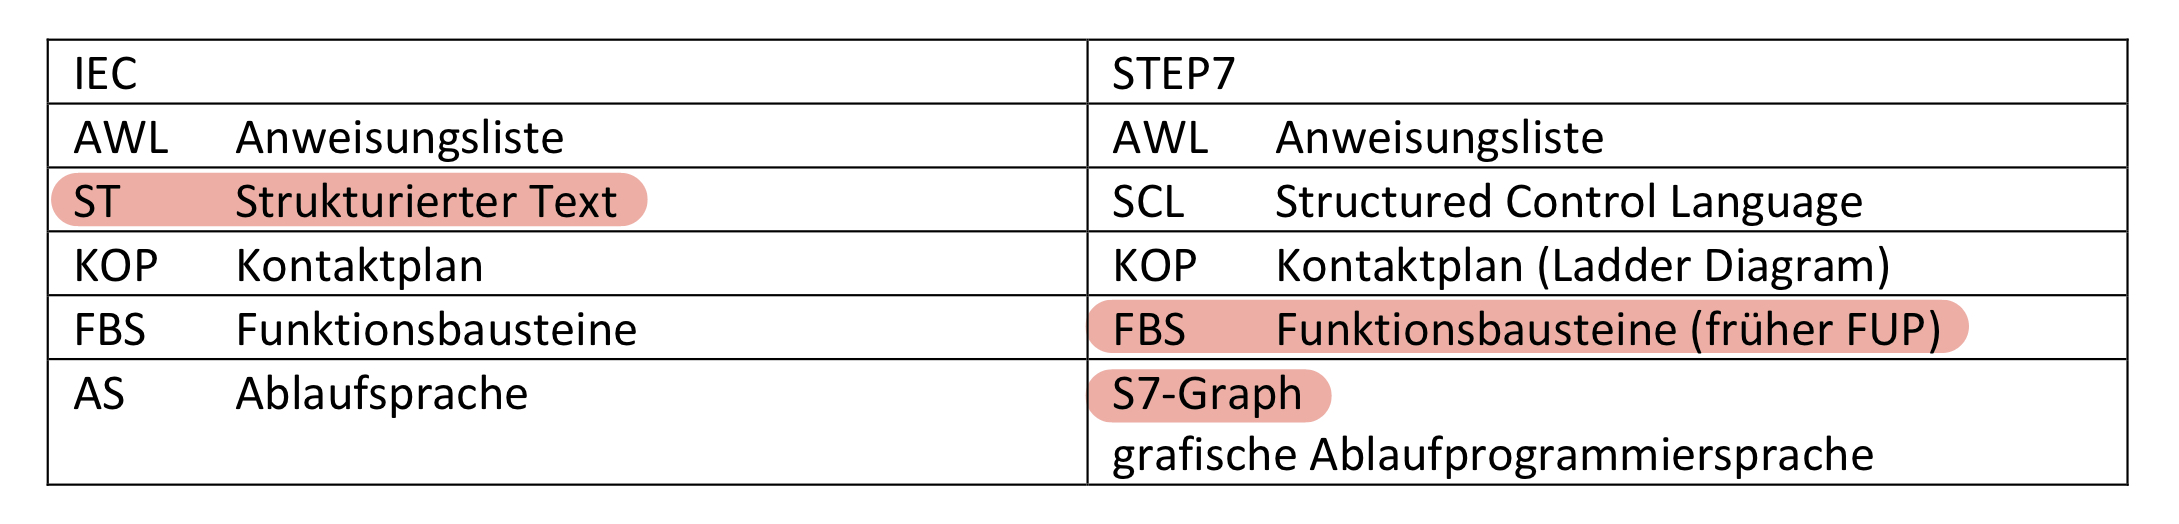 IEC STEP7
AWL Anweisungsliste AWL Anweisungsliste
ST Strukturierter Text SCL Structured Control Language
KOP Kontaktplan KOP Kontaktplan (Ladder Diagram)
FBS Funktionsbausteine FBS Funktionsbausteine (früher FUP)
AS Ablaufsprache S7-Graph
grafische Ablaufprogrammiersprache